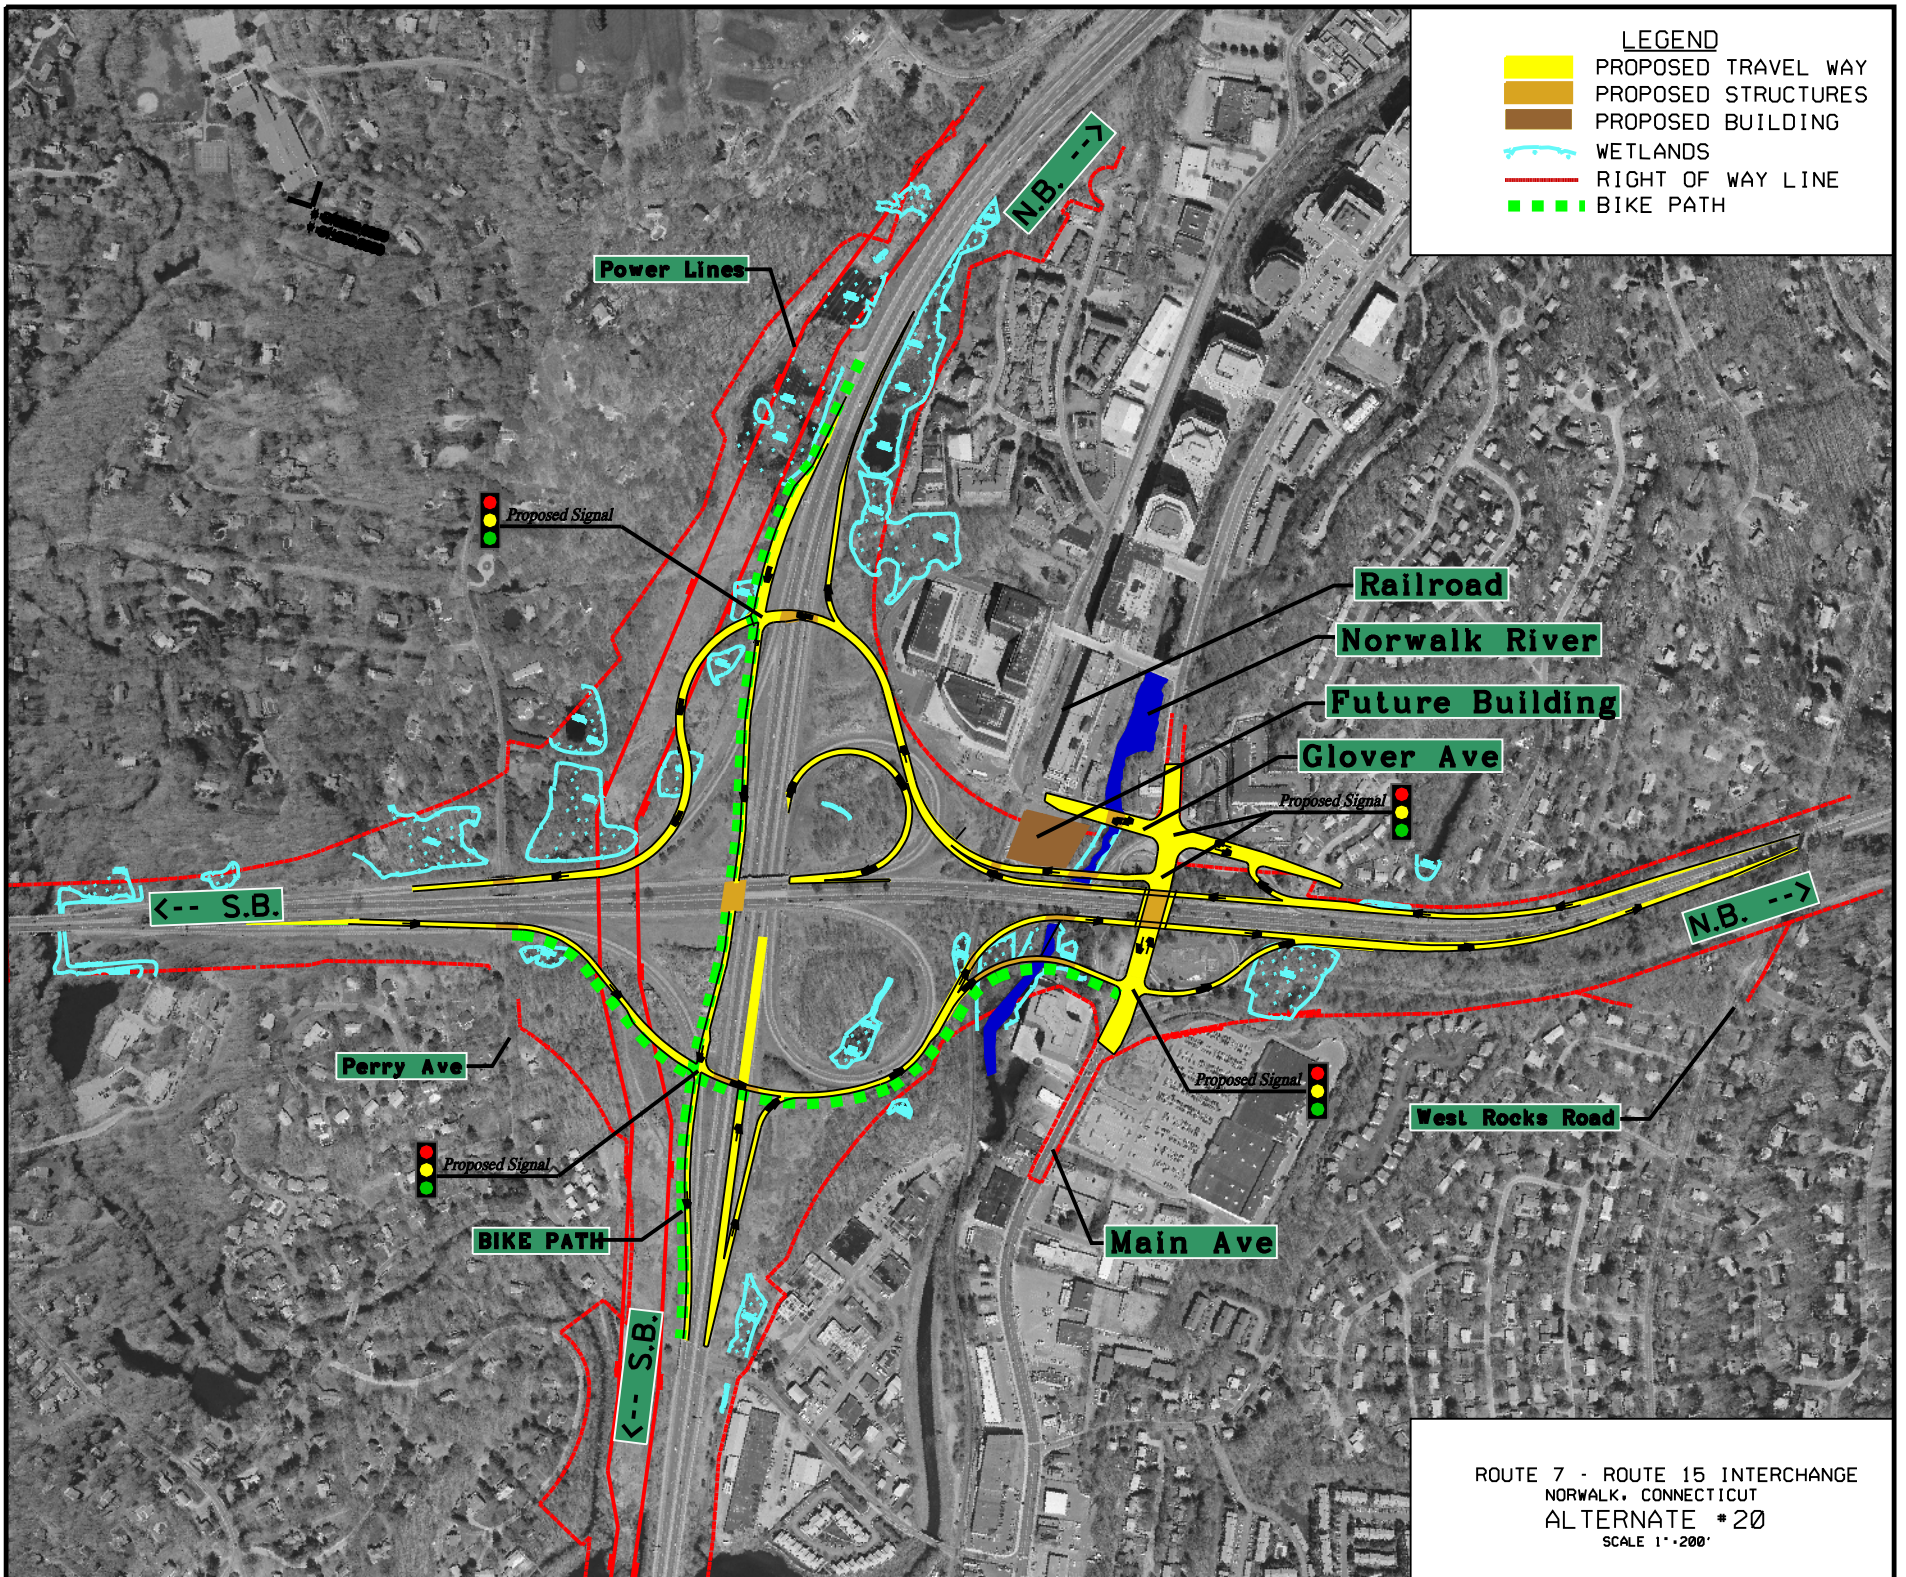 LEGEND
PROPOSED TRAVEL WAY
PROPOSED STRUCTURES
PROPOSED BUILDING
WETLANDS
RIGHT OF WAY LINE
BIKE PATH
N.B. -->
Power Lines
Proposed Signal
Railroad
Norwalk River
Future Building
Glover Ave
Proposed Signal
<-- S.B.
N.B. -->
Perry Ave
Proposed Signal
West Rocks Road
Proposed Signal
BIKE PATH
Main Ave
<-- S.B.
ROUTE 7 - ROUTE 15 INTERCHANGE
NORWALK, CONNECTICUT
ALTERNATE #20
SCALE 1"=200'